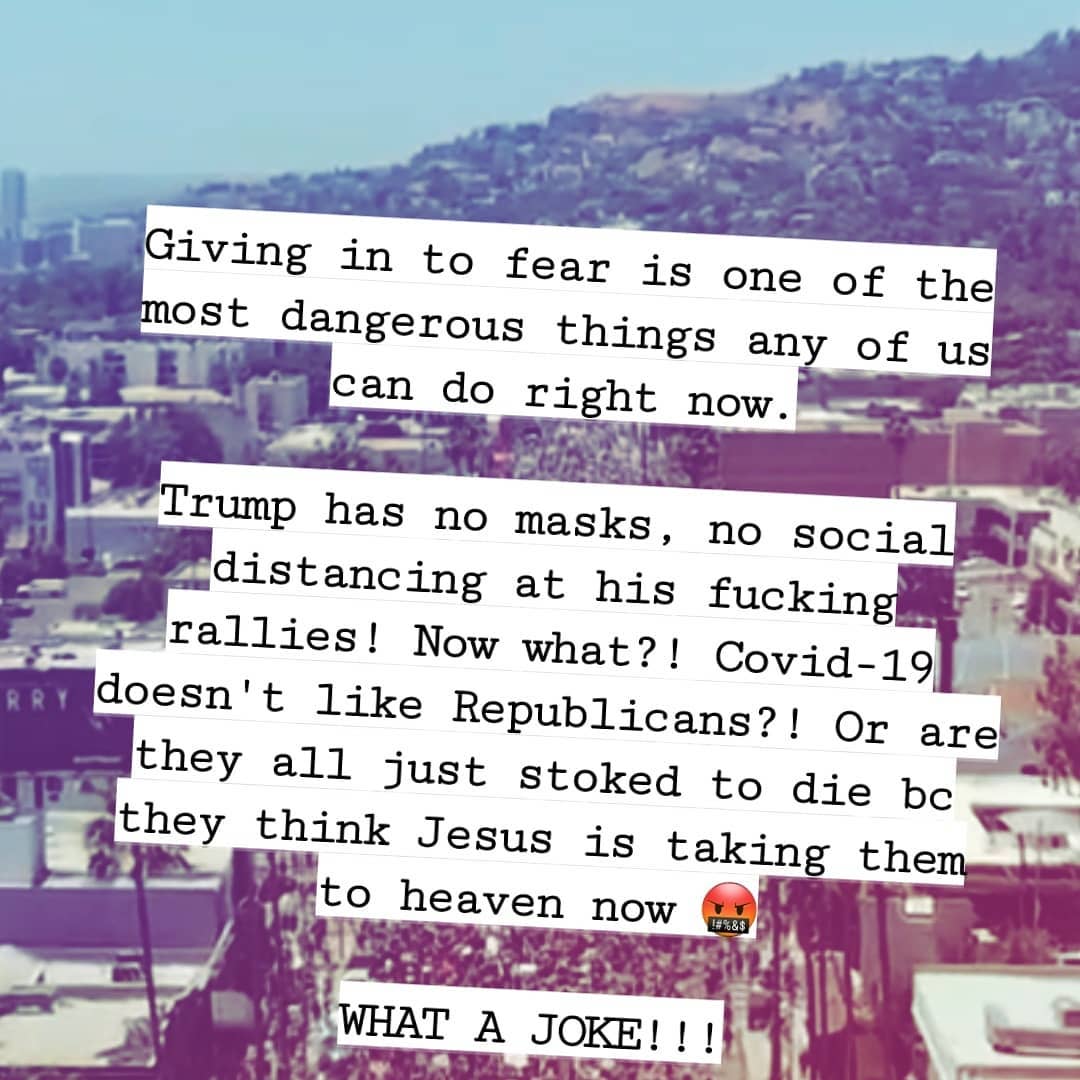 Giving in to fear is one of the
most dangerous things any of us
can do right now.
Trump has no masks, no social
distancing at his fucking
rallies! Now what?! Covid-19
RRY
doesn't like Republicans?! Or are
they all just stoked to die bc
they think Jesus is taking them
to heaven now 🤬
WHAT A JOKE!!!